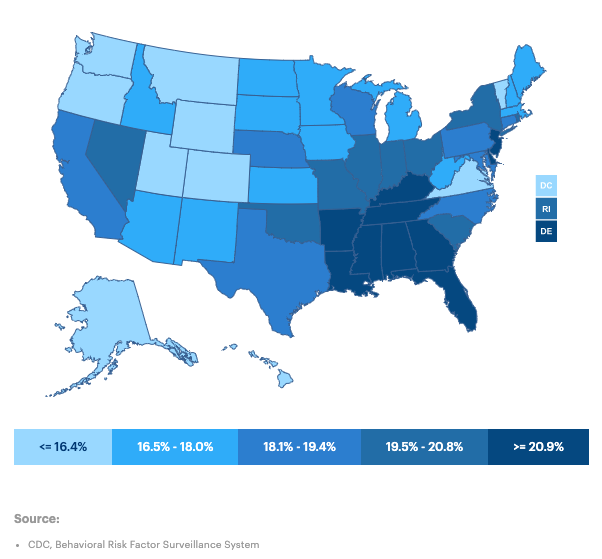 DC
RI
DE
<= 16.4%
16.5% - 18.0%
18.1% - 19.4%
19.5% - 20.8%
>= 20.9%
Source:
• CDC, Behavioral Risk Factor Surveillance System